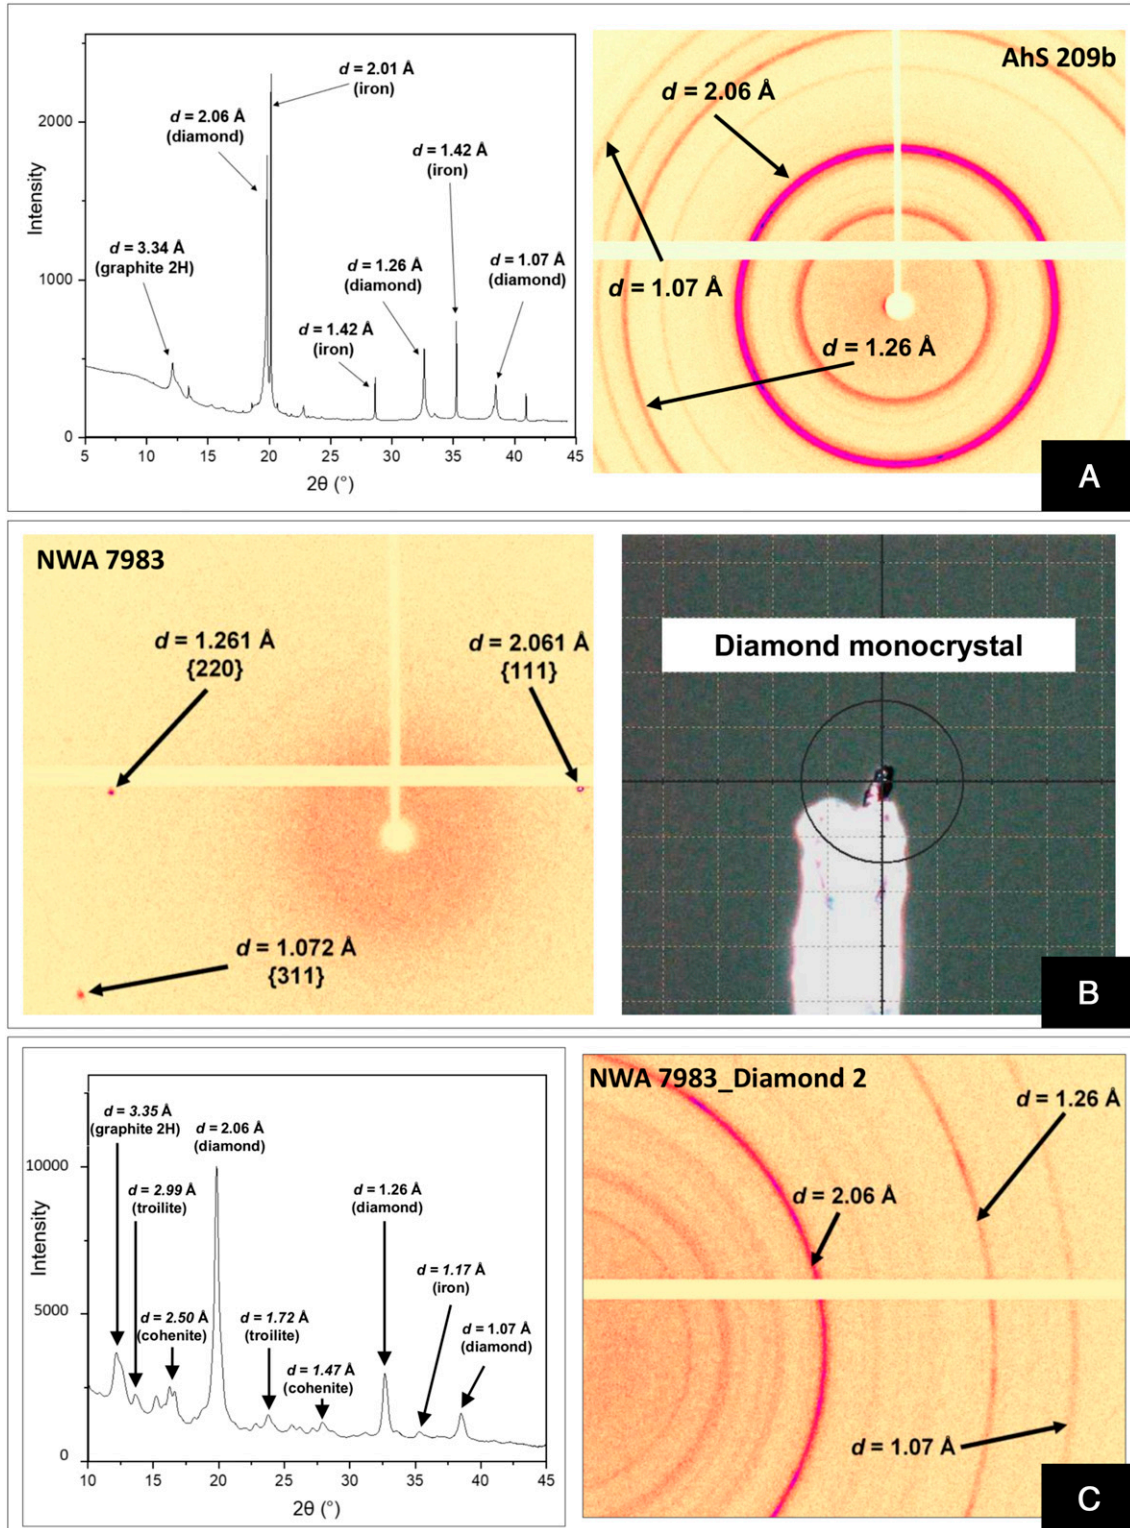 d = 2.01 Å
(iron)
d = 2.06 Å
(diamond)
d = 1.42 Å
(iron)
d = 3.34 Å
(graphite 2H)
d = 1.26 Å
(diamond)
d = 1.07 Å
(diamond)
d = 1.42 Å
(iron)
Intensity
2000
1000
0
5 10 15 20 25 30 35 40 45
2θ (°)
AhS 209b
d = 2.06 Å
d = 1.07 Å
d = 1.26 Å
A
NWA 7983
d = 1.261 Å
{220}
d = 2.061 Å
{111}
d = 1.072 Å
{311}
Diamond monocrystal
B
d = 3.35 Å
(graphite 2H)
d = 2.06 Å
(diamond)
d = 2.99 Å
(troilite)
d = 1.26 Å
(diamond)
d = 2.50 Å
(cohenite)
d = 1.72 Å
(troilite)
d = 1.17 Å
(iron)
d = 1.47 Å
(cohenite)
d = 1.07 Å
(diamond)
Intensity
10000
5000
0
10 15 20 25 30 35 40 45
2θ (°)
NWA 7983_Diamond 2
d = 1.26 Å
d = 2.06 Å
d = 1.07 Å
C